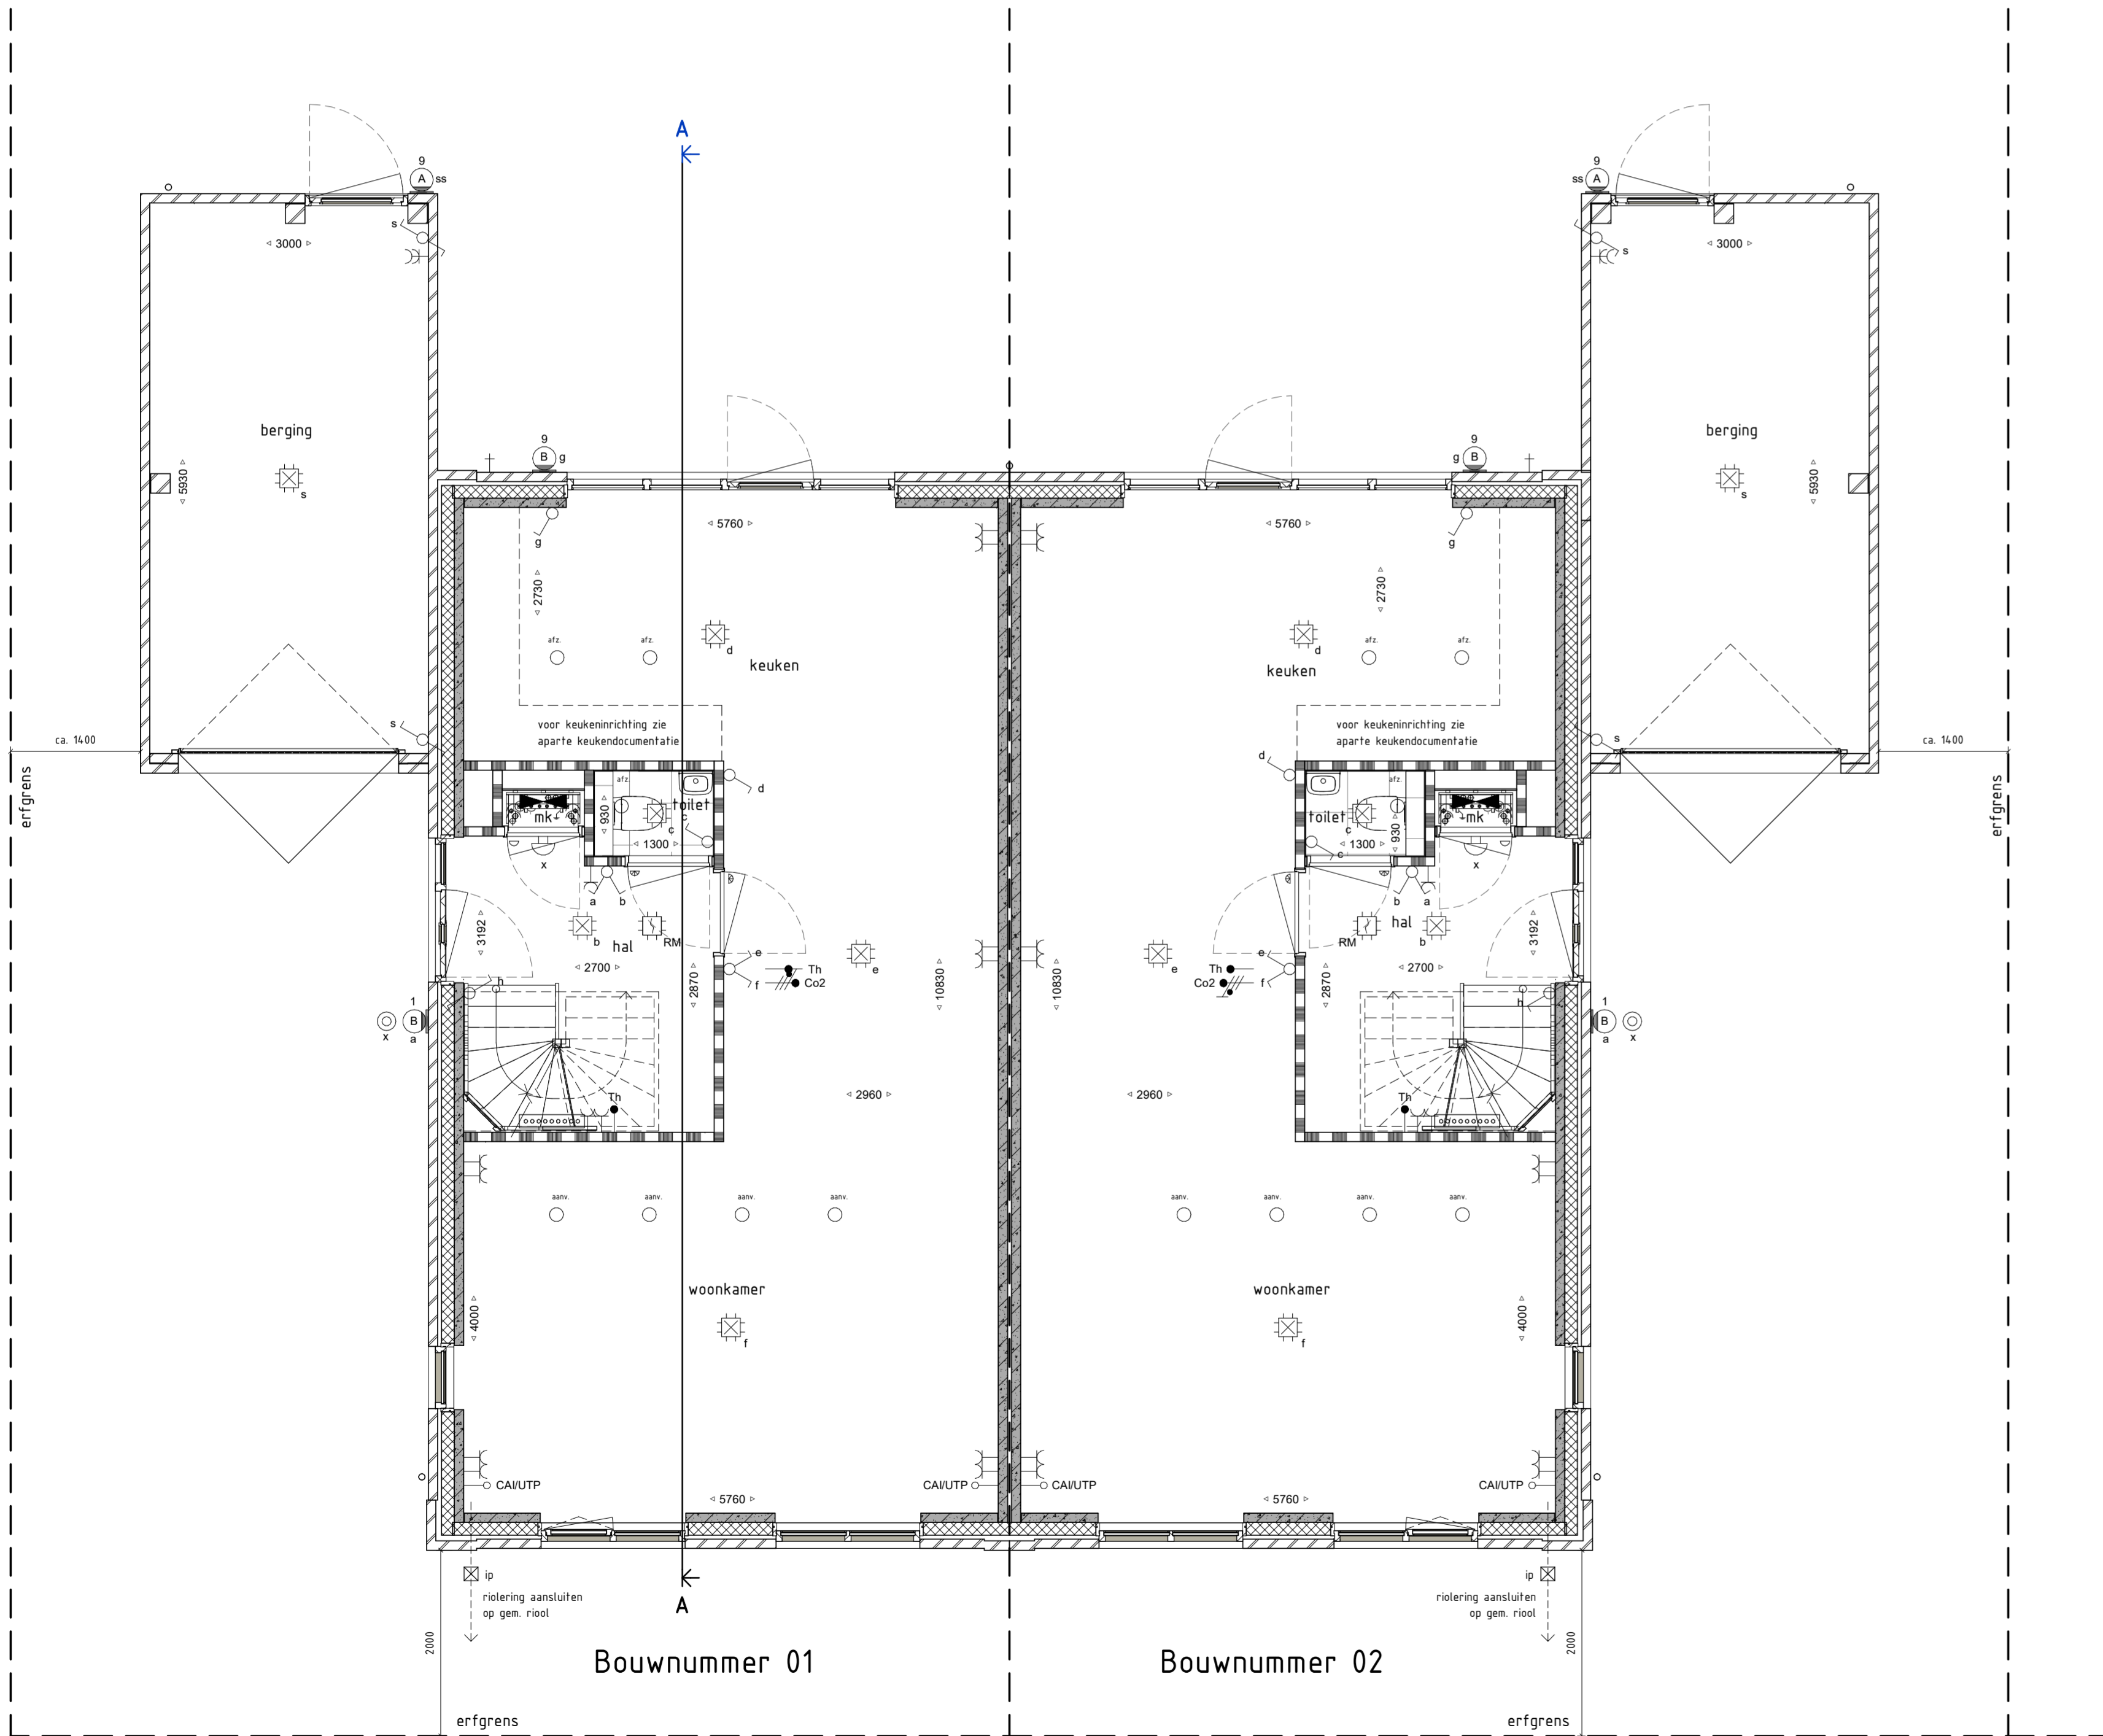 A
9
A ss
9
ss A
s
s
3000
3000
berging
berging
s
s
5930
5930
9
B g
9
g B
5760
5760
g
g
2730
2730
afz.
afz.
afz.
afz.
d
d
keuken
keuken
voor keukeninrichting zie
aparte keukendocumentatie
voor keukeninrichting zie
aparte keukendocumentatie
s
s
ca. 1400
ca. 1400
erfgrens
erfgrens
d
d
afz.
afz.
toilet
toilet
mk
mk
930
930
c
c
c
c
1300
1300
x
x
a
b
b
a
3192
3192
b
hal
RM
hal
RM
b
e
f
Th
Co2
e
e
Th
Co2
e
f
2700
2700
2870
2870
10830
10830
h
h
1
B
a
x
1
B
a
x
Th
Th
2960
2960
aanv.
aanv.
aanv.
aanv.
aanv.
aanv.
aanv.
aanv.
woonkamer
woonkamer
4000
4000
f
f
CAI/UTP
CAI/UTP
CAI/UTP
CAI/UTP
5760
5760
ip
ip
riolering aansluiten
op gem. riool
riolering aansluiten
op gem. riool
A
2000
2000
Bouwnummer 01
Bouwnummer 02
erfgrens
erfgrens